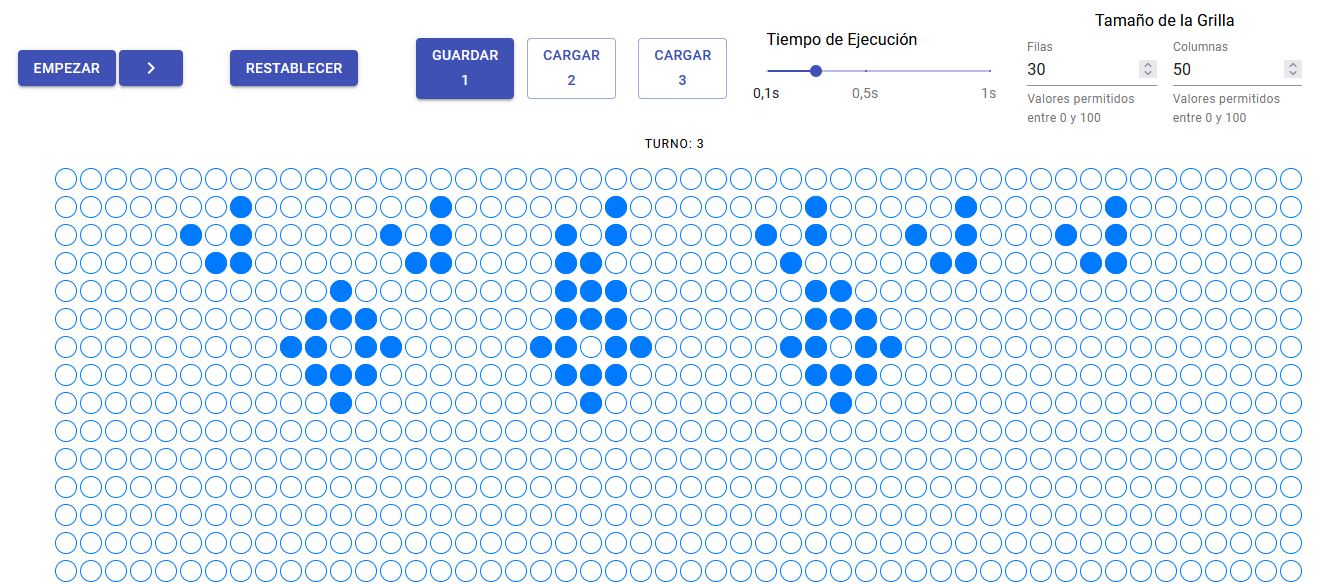 EMPEZAR
RESTABLECER
GUARDAR
1
CARGAR
2
CARGAR
3
Tiempo de Ejecución
0,1s
0,5s
1s
Tamaño de la Grilla
Filas
30
Valores permitidos
entre 0 y 100
Columnas
50
Valores permitidos
entre 0 y 100
TURNO: 3